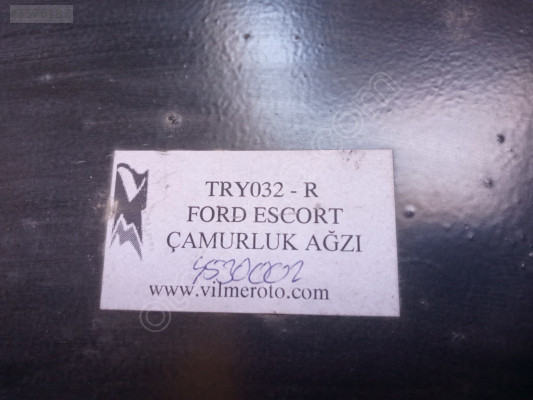 TRY032 - R
FORD ESCORT
ÇAMURLUK AĞZI
4530002
www.vilmeroto.com